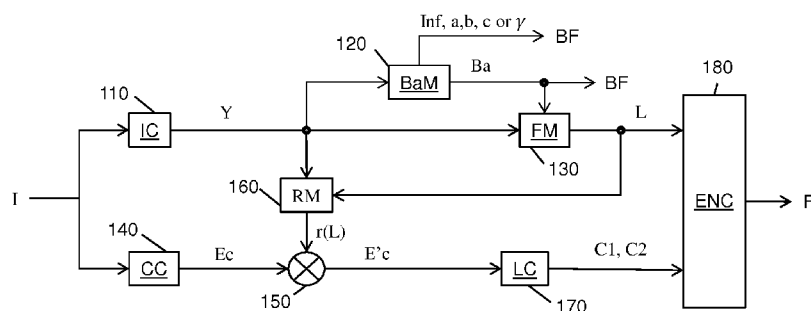 Inf, a,b, c or γ
BF
120
BaM
Ba
BF
180
110
IC
Y
FM
130
L
160
RM
I
ENC
F
r(L)
140
CC
Ec
150
E'c
LC
170
C1, C2